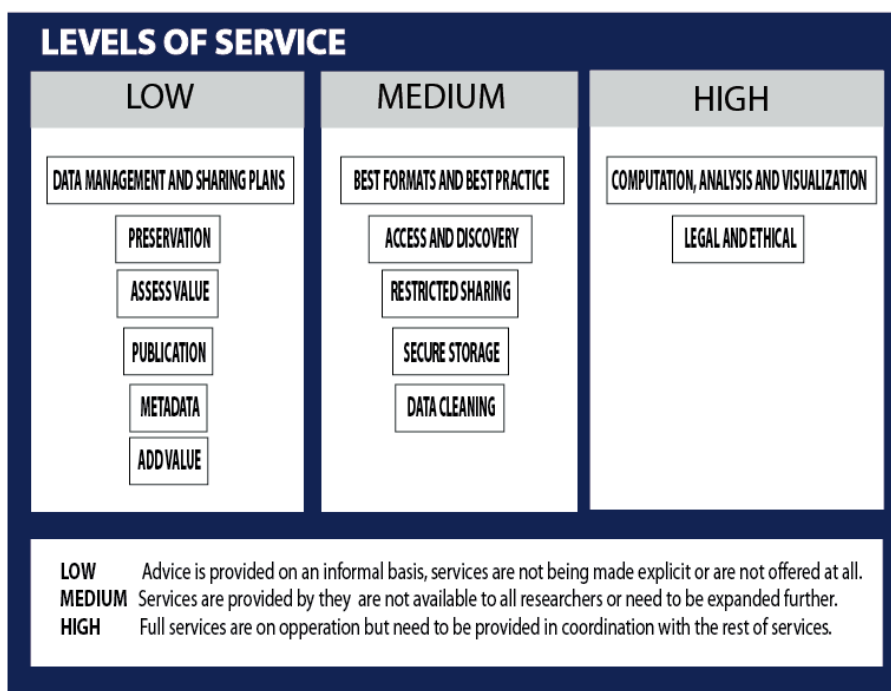 LEVELS OF SERVICE
LOW
DATA MANAGEMENT AND SHARING PLANS
PRESERVATION
ASSESS VALUE
PUBLICATION
METADATA
ADD VALUE
MEDIUM
BEST FORMATS AND BEST PRACTICE
ACCESS AND DISCOVERY
RESTRICTED SHARING
SECURE STORAGE
DATA CLEANING
HIGH
COMPUTATION, ANALYSIS AND VISUALIZATION
LEGAL AND ETHICAL
LOW Advice is provided on an informal basis, services are not being made explicit or are not offered at all.
MEDIUM Services are provided by they are not available to all researchers or need to be expanded further.
HIGH Full services are on opperation but need to be provided in coordination with the rest of services.